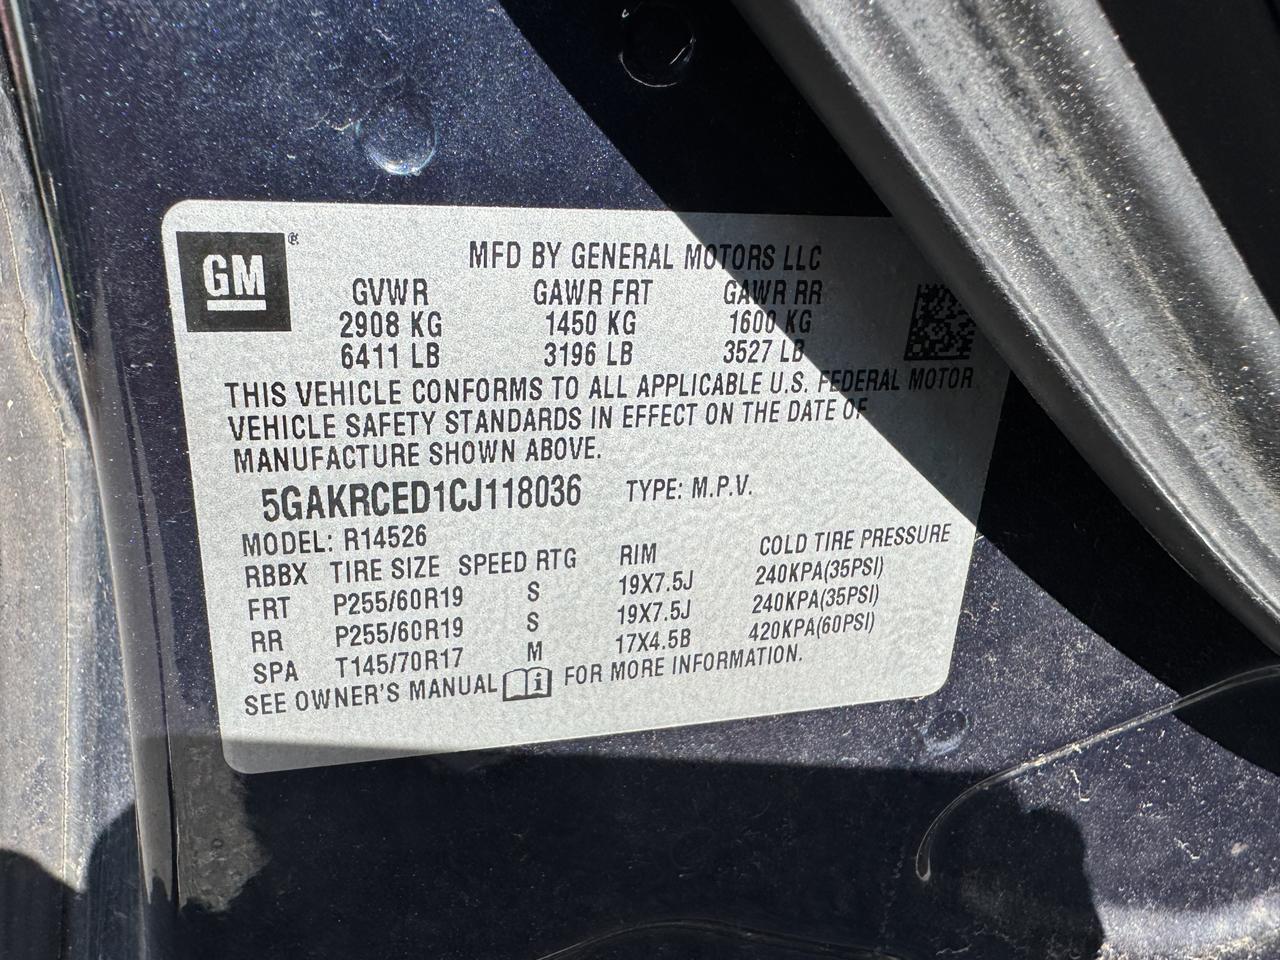 GM ®
MFD BY GENERAL MOTORS LLC
GVWR GAWR FRT GAWR RR
2908 KG 1450 KG 1600 KG
6411 LB 3196 LB 3527 LB
THIS VEHICLE CONFORMS TO ALL APPLICABLE U.S. FEDERAL MOTOR
VEHICLE SAFETY STANDARDS IN EFFECT ON THE DATE OF
MANUFACTURE SHOWN ABOVE.
5GAKRCED1CJ118036 TYPE: M.P.V.
MODEL: R14526
RBBX TIRE SIZE SPEED RTG RIM COLD TIRE PRESSURE
FRT P255/60R19 S 19X7.5J 240KPA(35PSI)
RR P255/60R19 S 19X7.5J 240KPA(35PSI)
SPA T145/70R17 M 17X4.5B 420KPA(60PSI)
SEE OWNER'S MANUAL i FOR MORE INFORMATION.